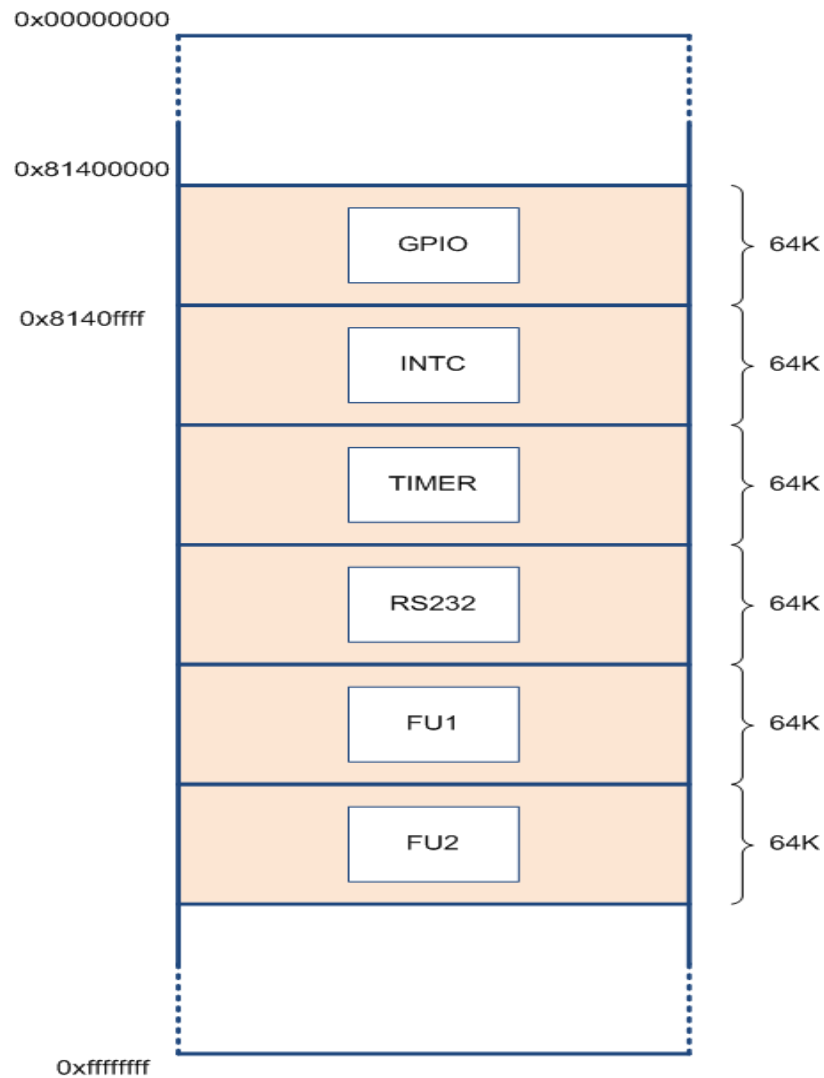 0x00000000
0x81400000
GPIO
64K
0x8140ffff
INTC
64K
TIMER
64K
RS232
64K
FU1
64K
FU2
64K
0xffffffff